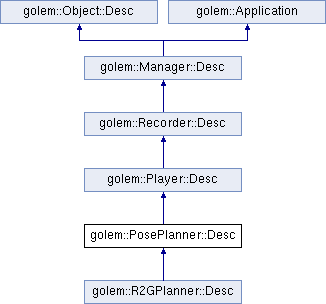 golem::Object::Desc
golem::Application
golem::Manager::Desc
golem::Recorder::Desc
golem::Player::Desc
golem::PosePlanner::Desc
golem::R2GPlanner::Desc